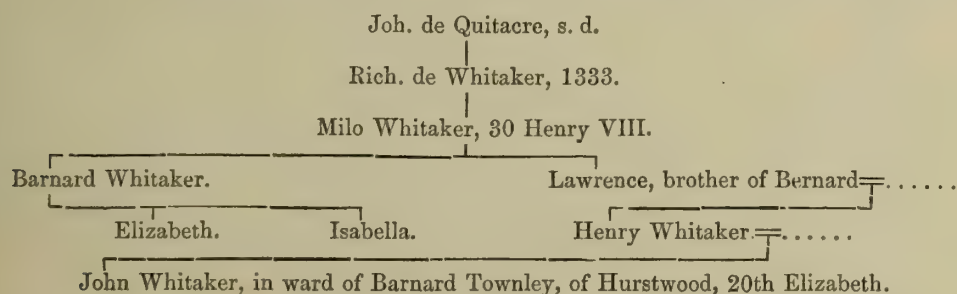 Joh. de Quitacre, s. d.
Rich. de Whitaker, 1333.
Milo Whitaker, 30 Henry VIII.
Barnard Whitaker. Lawrence, brother of Bernard ......
Elizabeth. Isabella. Henry Whitaker. ......
John Whitaker, in ward of Barnard Townley, of Hurstwood, 20th Elizabeth.